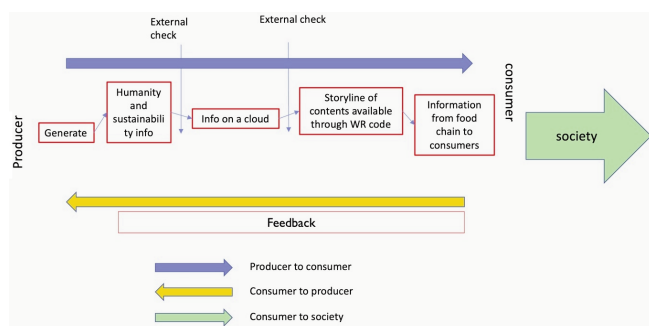 External
check
External check
Producer
Generate
Humanity
and
sustainabili
ty info
Info on a cloud
Storyline of
contents available
through WR code
Information
from food
chain to
consumers
consumer
society
Feedback
Producer to consumer
Consumer to producer
Consumer to society